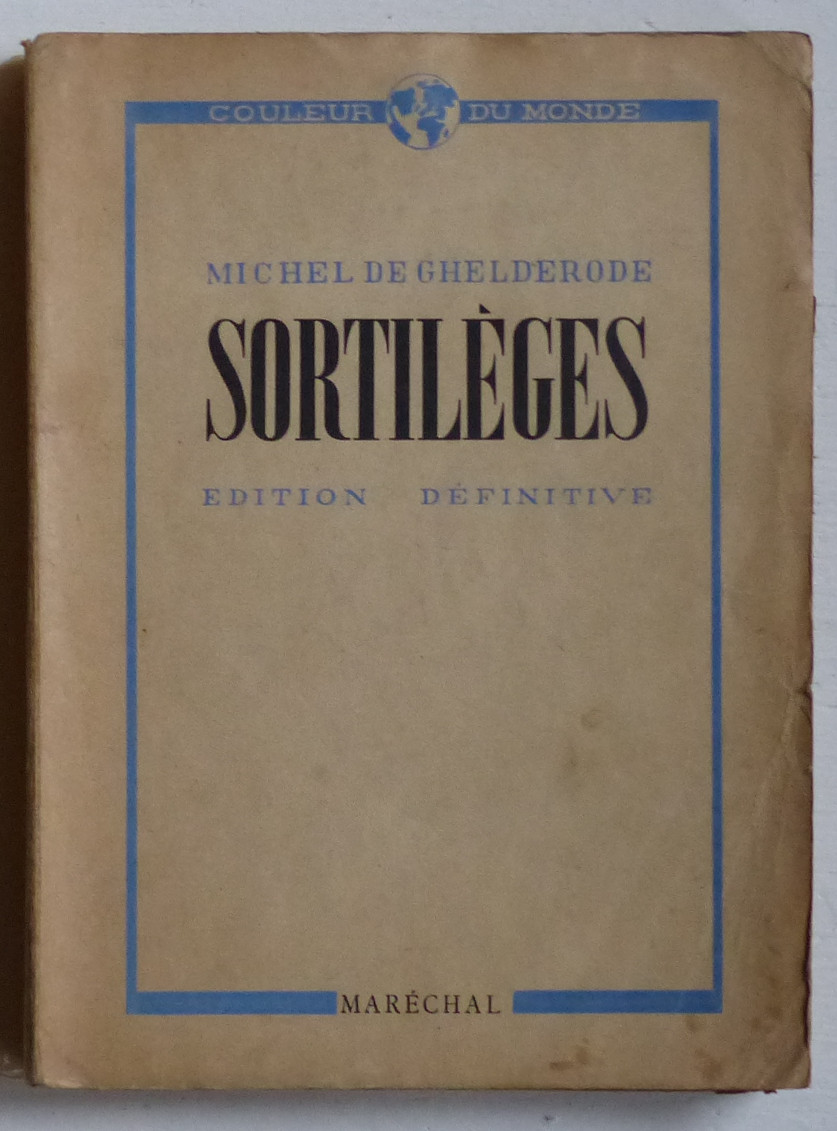 COULEUR DU MONDE
MICHEL DE GHELDERODE
SORTILÈGES
EDITION DÉFINITIVE
MARÉCHAL